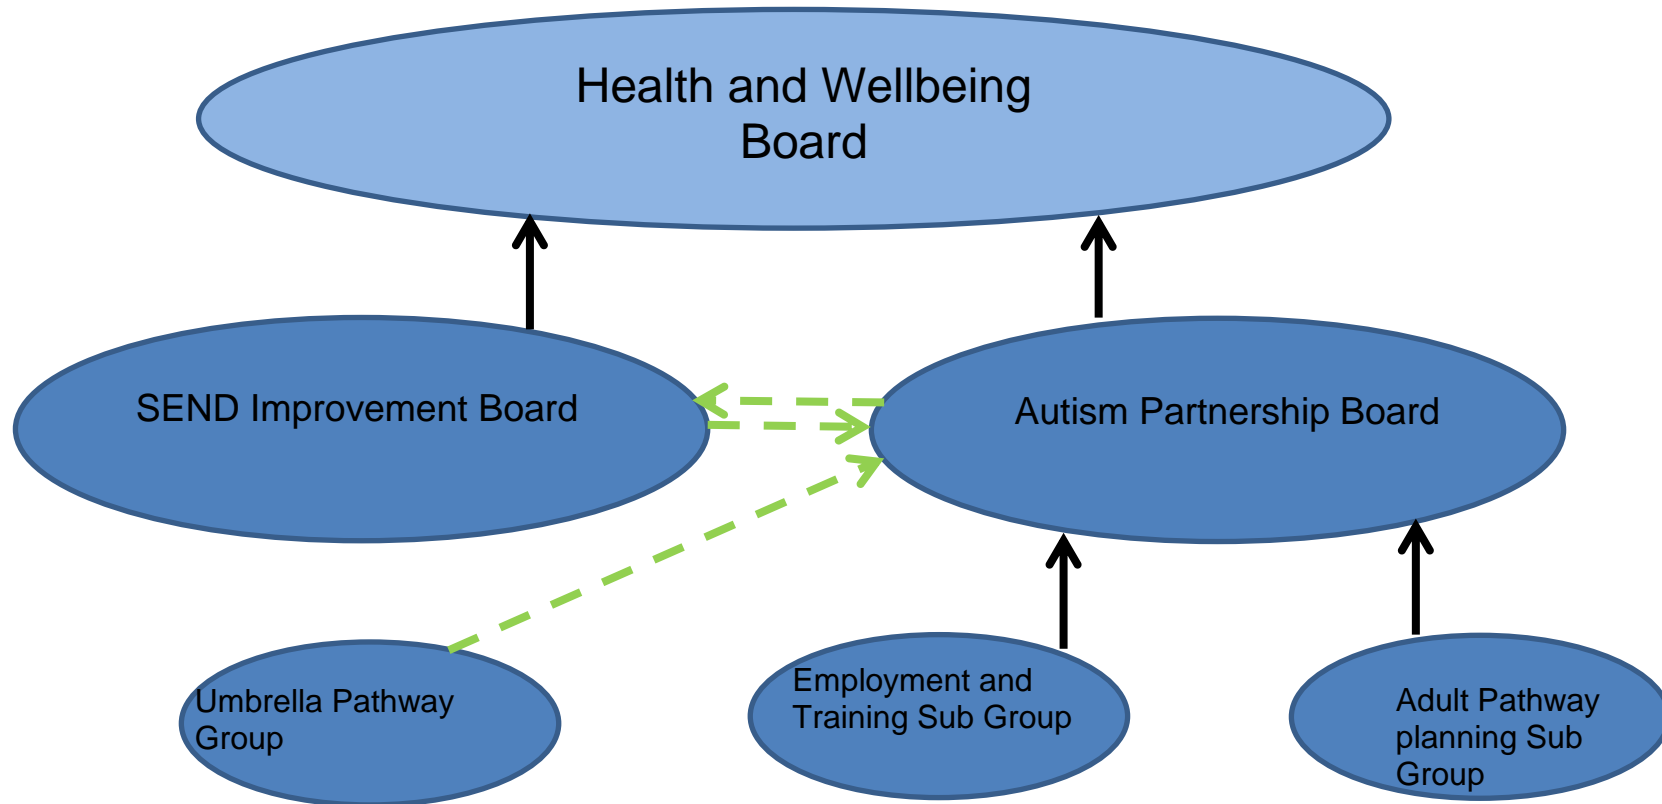 Health and Wellbeing
Board
SEND Improvement Board
Autism Partnership Board
Umbrella Pathway
Group
Employment and
Training Sub Group
Adult Pathway
planning Sub
Group